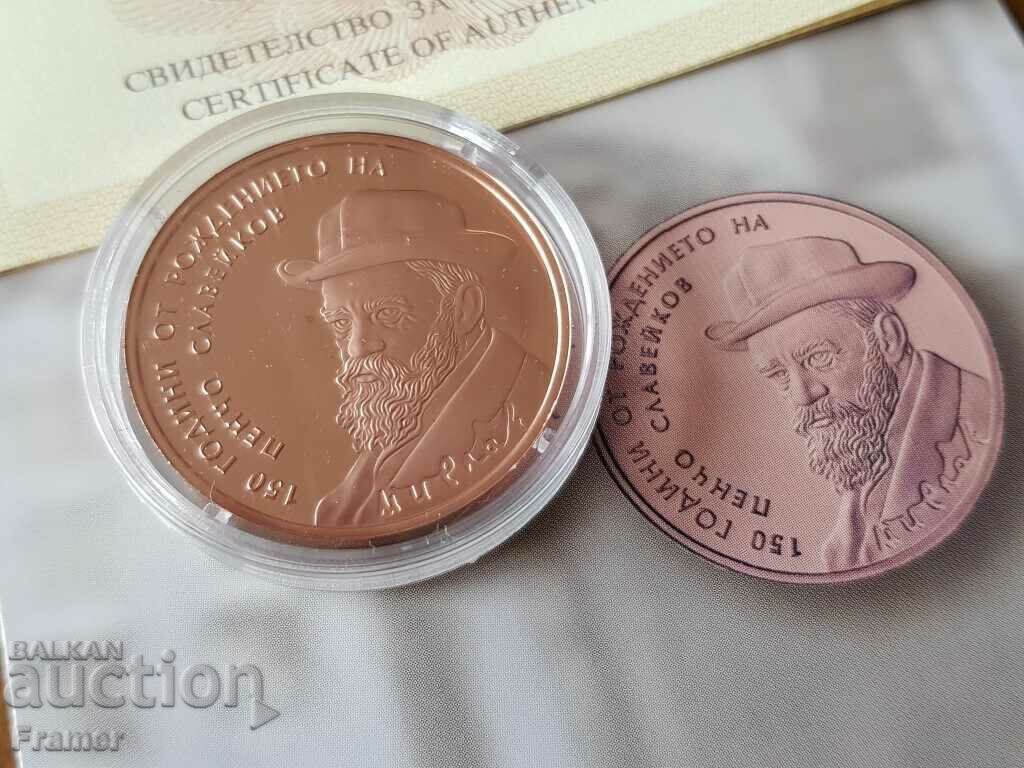 СВИДЕТЕЛСТВО ЗА
CERTIFICATE OF AUTHEN
150 ГОДИНИ ОТ РОЖДЕНИЕТО НА
ПЕНЧО СЛАВЕЙКОВ
150 ГОДИНИ ОТ РОЖДЕНИЕТО НА
ПЕНЧО СЛАВЕЙКОВ
BALKAN
auction
Framer